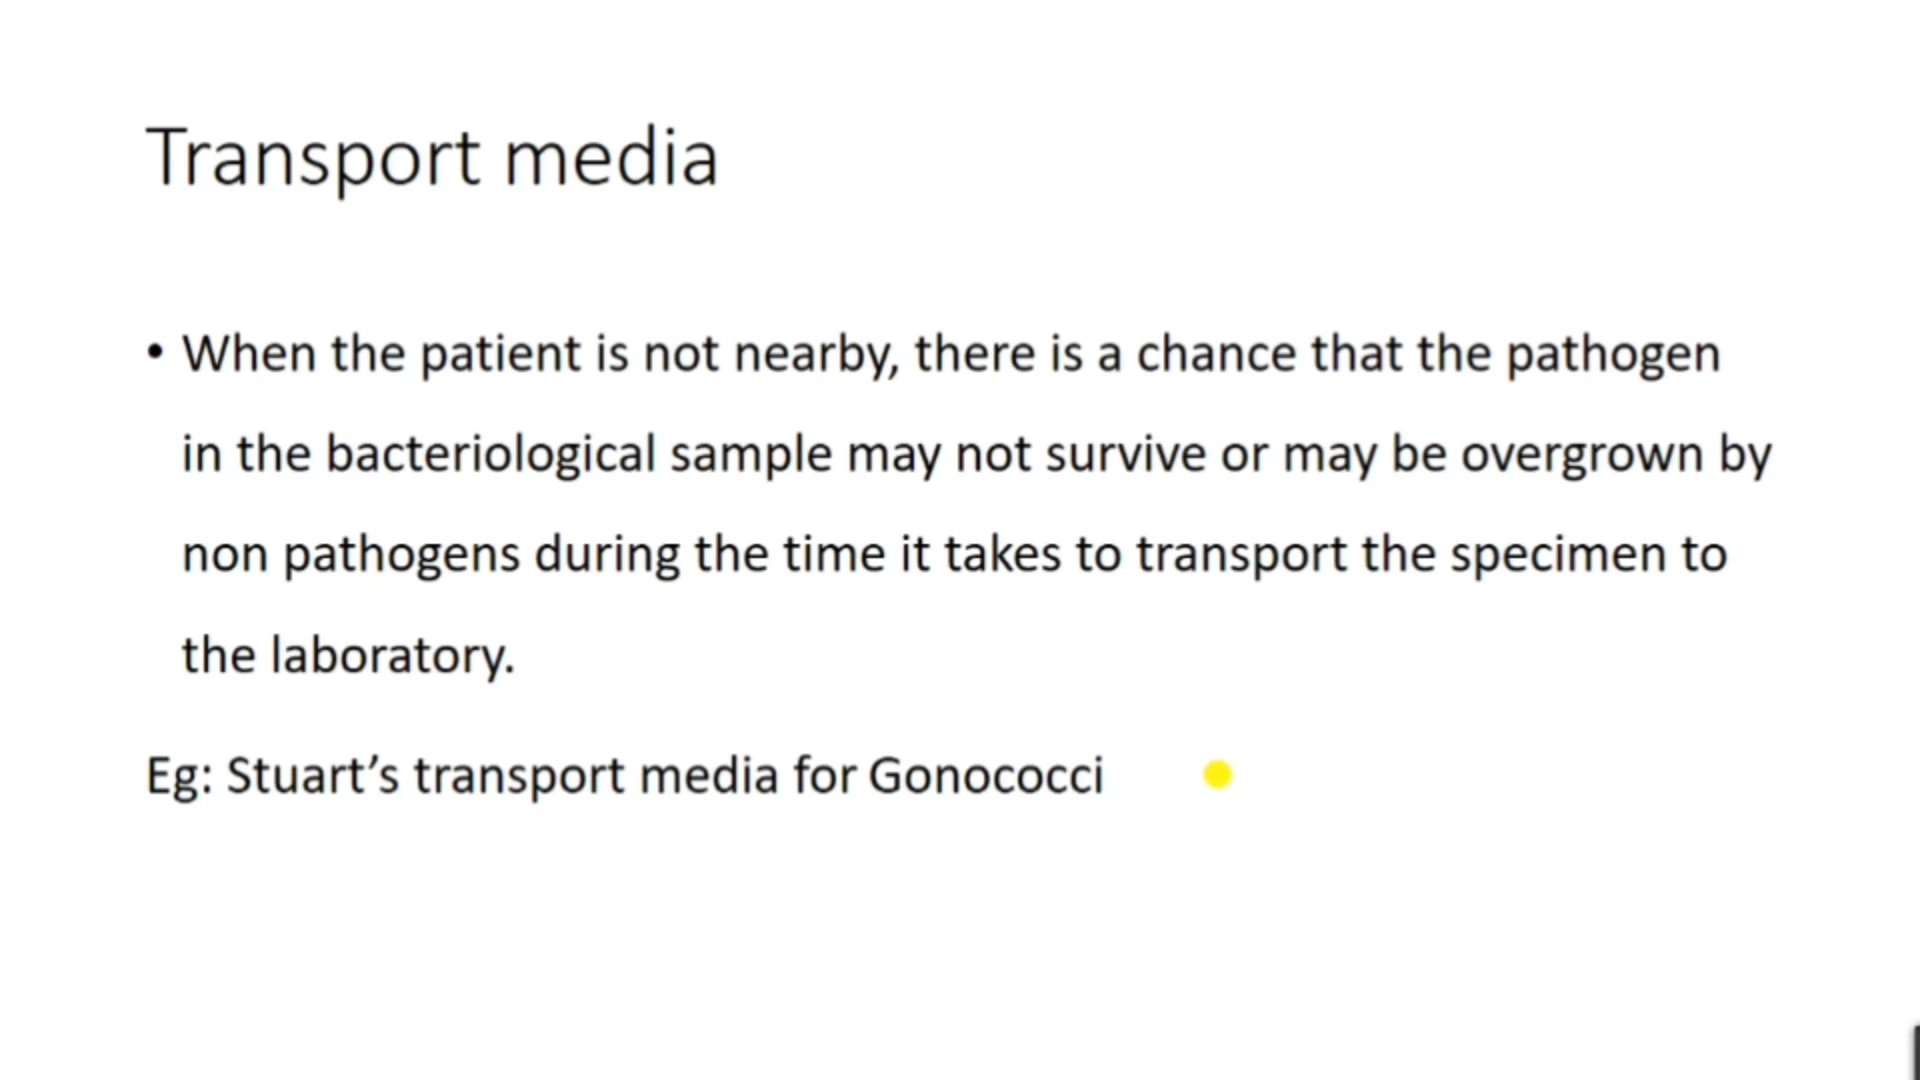 Transport media
• When the patient is not nearby, there is a chance that the pathogen
in the bacteriological sample may not survive or may be overgrown by
non pathogens during the time it takes to transport the specimen to
the laboratory.
Eg: Stuart’s transport media for Gonococci